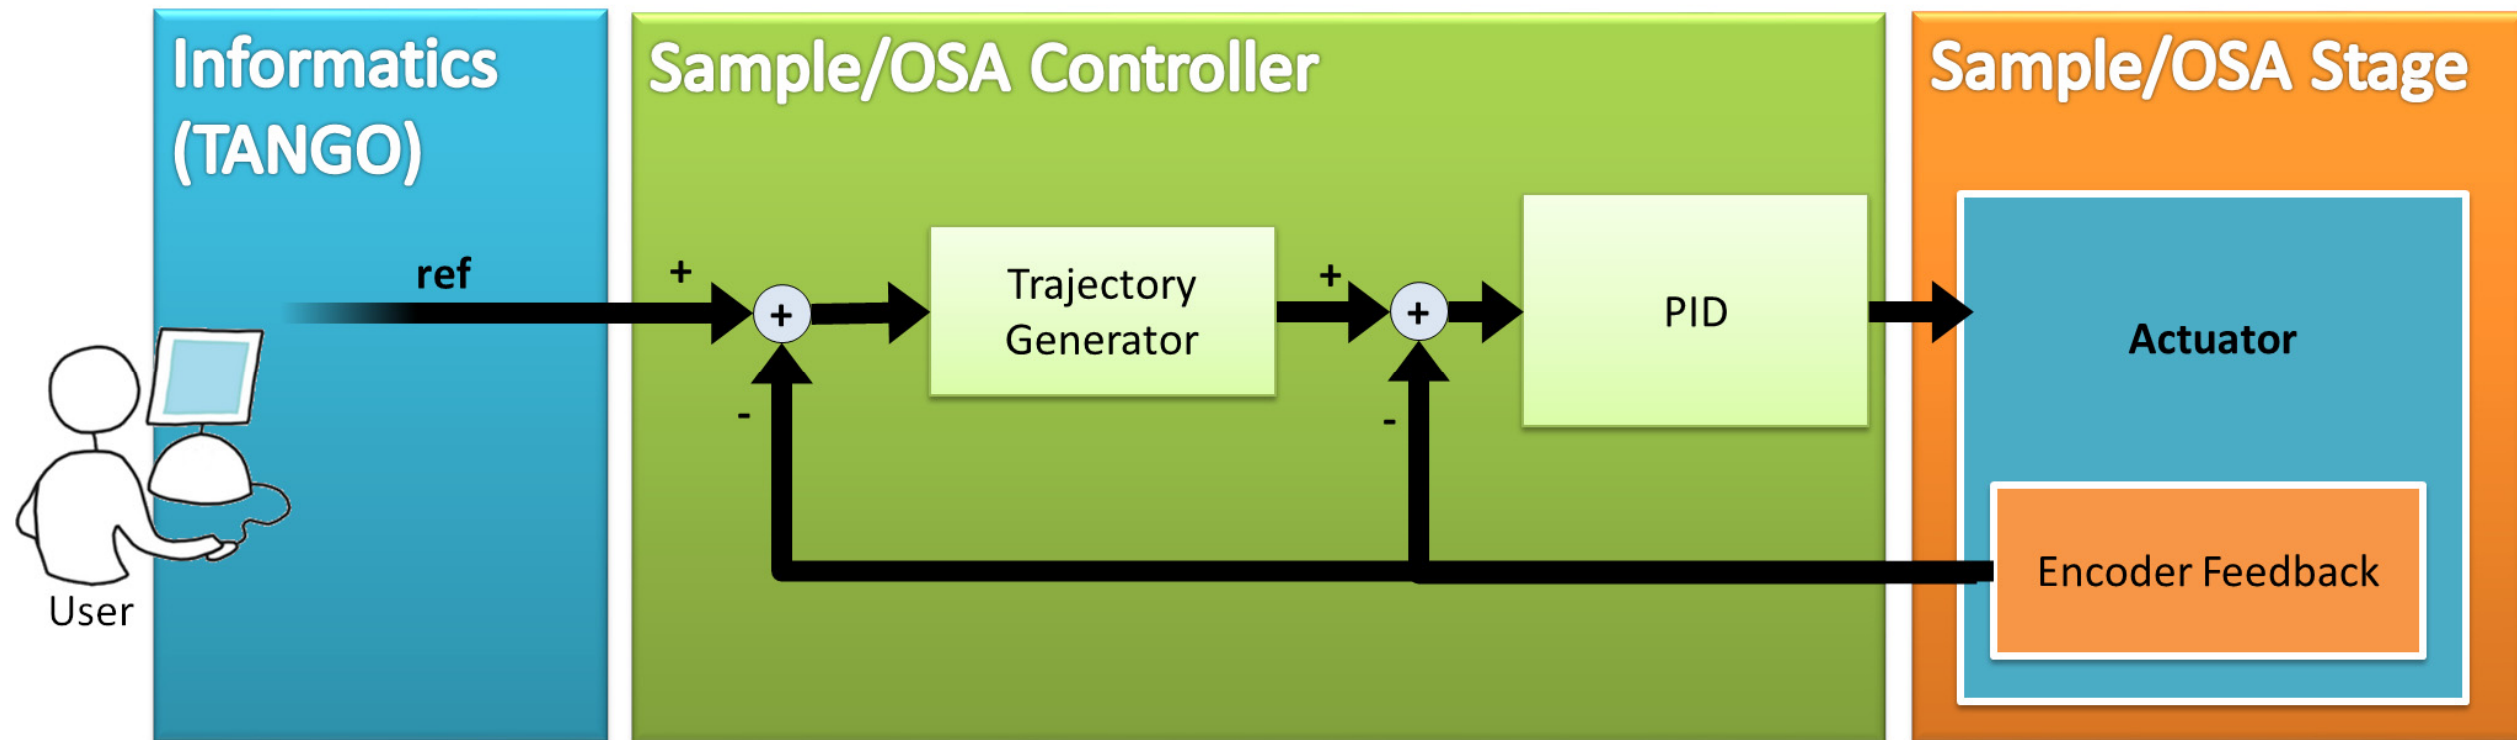 Informatics
(TANGO)
Sample/OSA Controller
Sample/OSA Stage
ref
+
+
-
Trajectory
Generator
+
+
-
PID
Actuator
Encoder Feedback
User